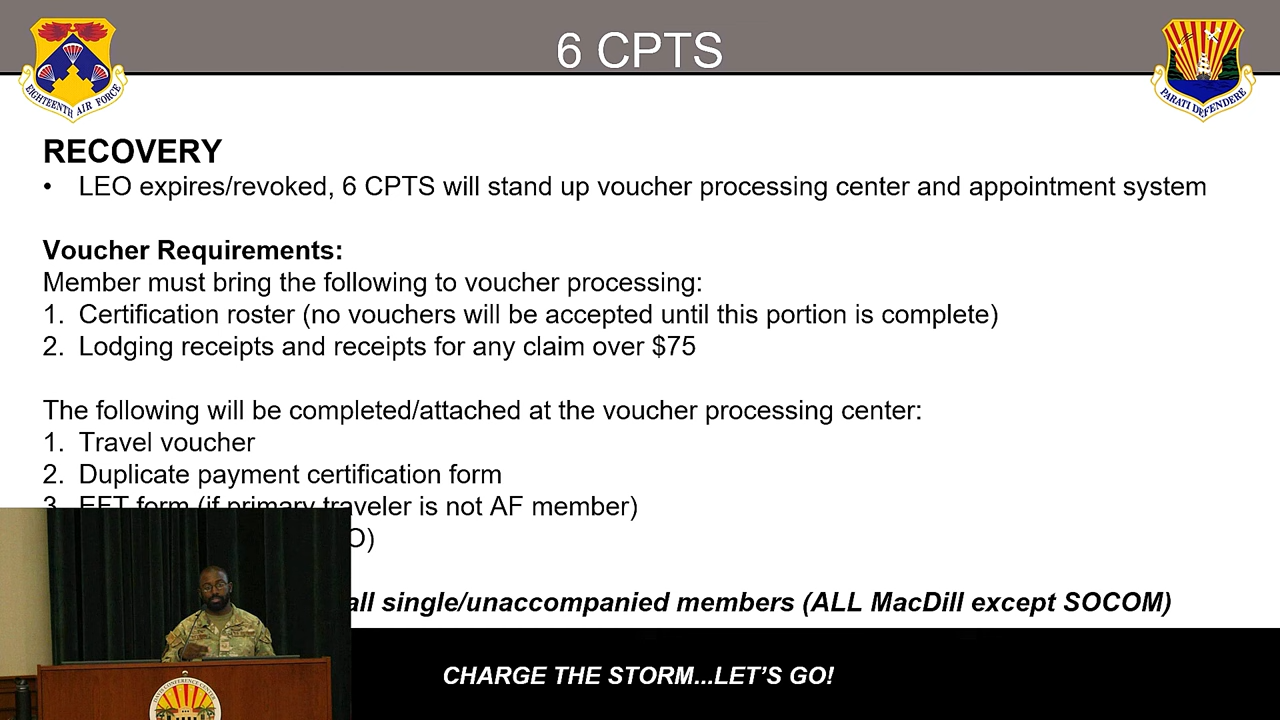 6 CPTS
EIGHTEENTH AIR FORCE
PARATI DEFENDERE
RECOVERY
• LEO expires/revoked, 6 CPTS will stand up voucher processing center and appointment system
Voucher Requirements:
Member must bring the following to voucher processing:
1. Certification roster (no vouchers will be accepted until this portion is complete)
2. Lodging receipts and receipts for any claim over $75
The following will be completed/attached at the voucher processing center:
1. Travel voucher
2. Duplicate payment certification form
3. EFT form (if primary traveler is not AF member)
O)
all single/unaccompanied members (ALL MacDill except SOCOM)
CHARGE THE STORM...LET'S GO!